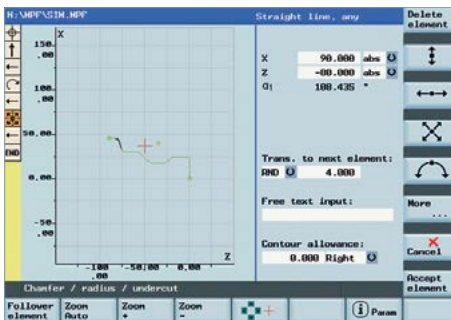 N:\MPF\SIM.MPF
Straight line, any
Delete element
X
150.00
100.00
50.00
0.00
-50.00
END
-100.00
-50.00
0.00
Z
X 90.000 abs
Z -80.000 abs
α1 108.435 °
Trans. to next element:
RND 4.000
Free text input:
Contour allowance:
0.000 Right
More ...
Cancel
Accept element
Chamfer / radius / undercut
Follower element
Zoom Auto
Zoom +
Zoom -
i Param